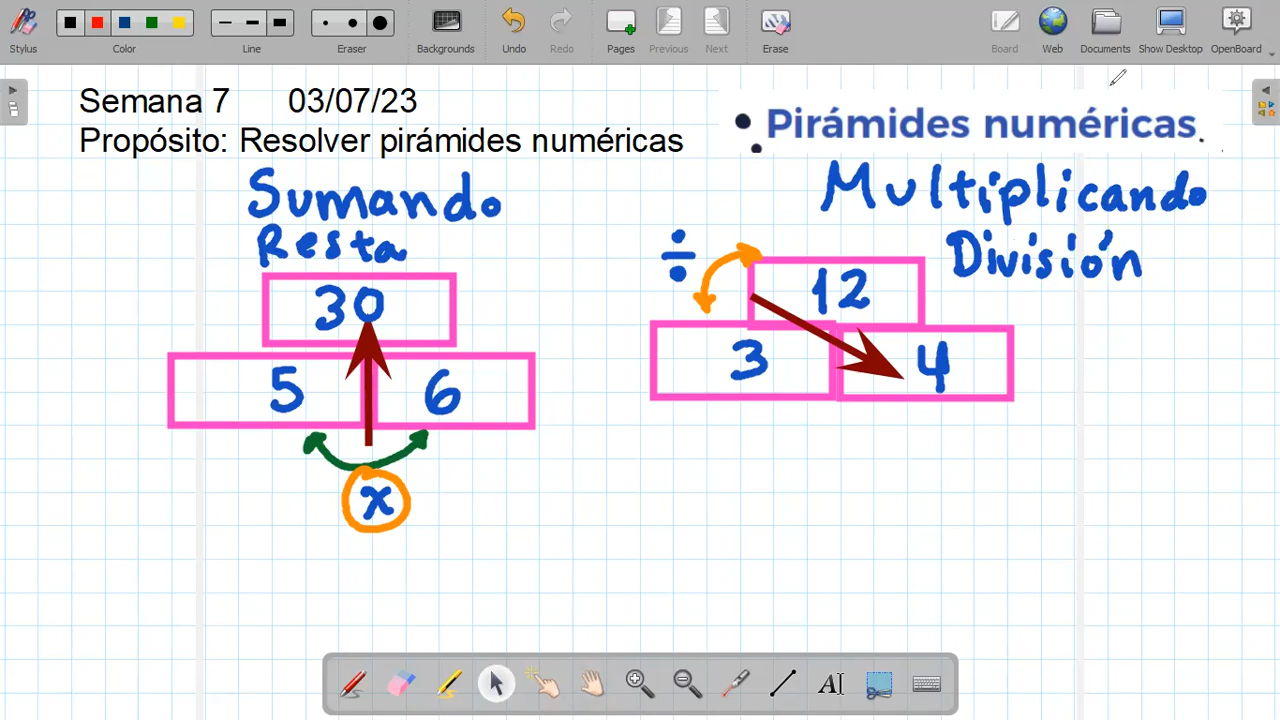 Stylus
Color
Line
Eraser
Backgrounds
Undo
Redo
Pages
Previous
Next
Erase
Board
Web
Documents
Show Desktop
OpenBoard
Semana 7 03/07/23
Propósito: Resolver pirámides numéricas
• Pirámides numéricas
Sumando
Resta
30
5 6
x
Multiplicando
División
÷
12
3 4
AI